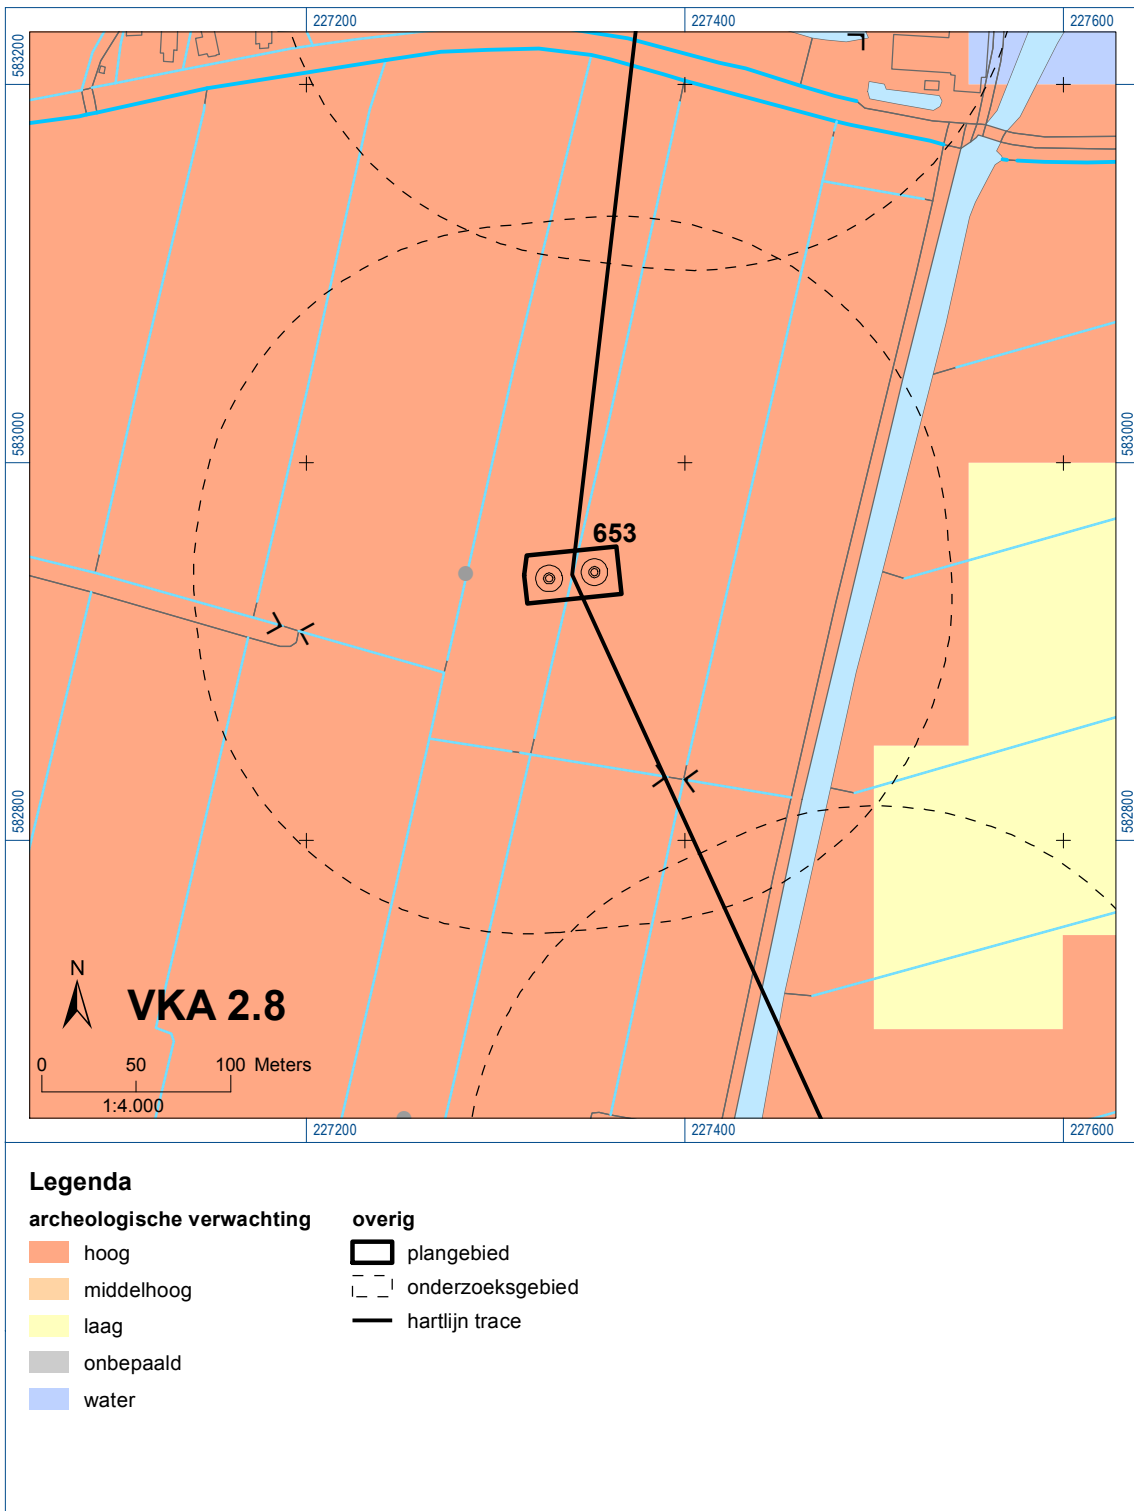 227200 227400 227600
583200 583200
583000 583000
653
582800 582800
N
VKA 2.8
0 50 100 Meters
1:4.000
227200 227400 227600
Legenda
archeologische verwachting
hoog
middelhoog
laag
onbepaald
water
overig
plangebied
onderzoeksgebied
hartlijn trace